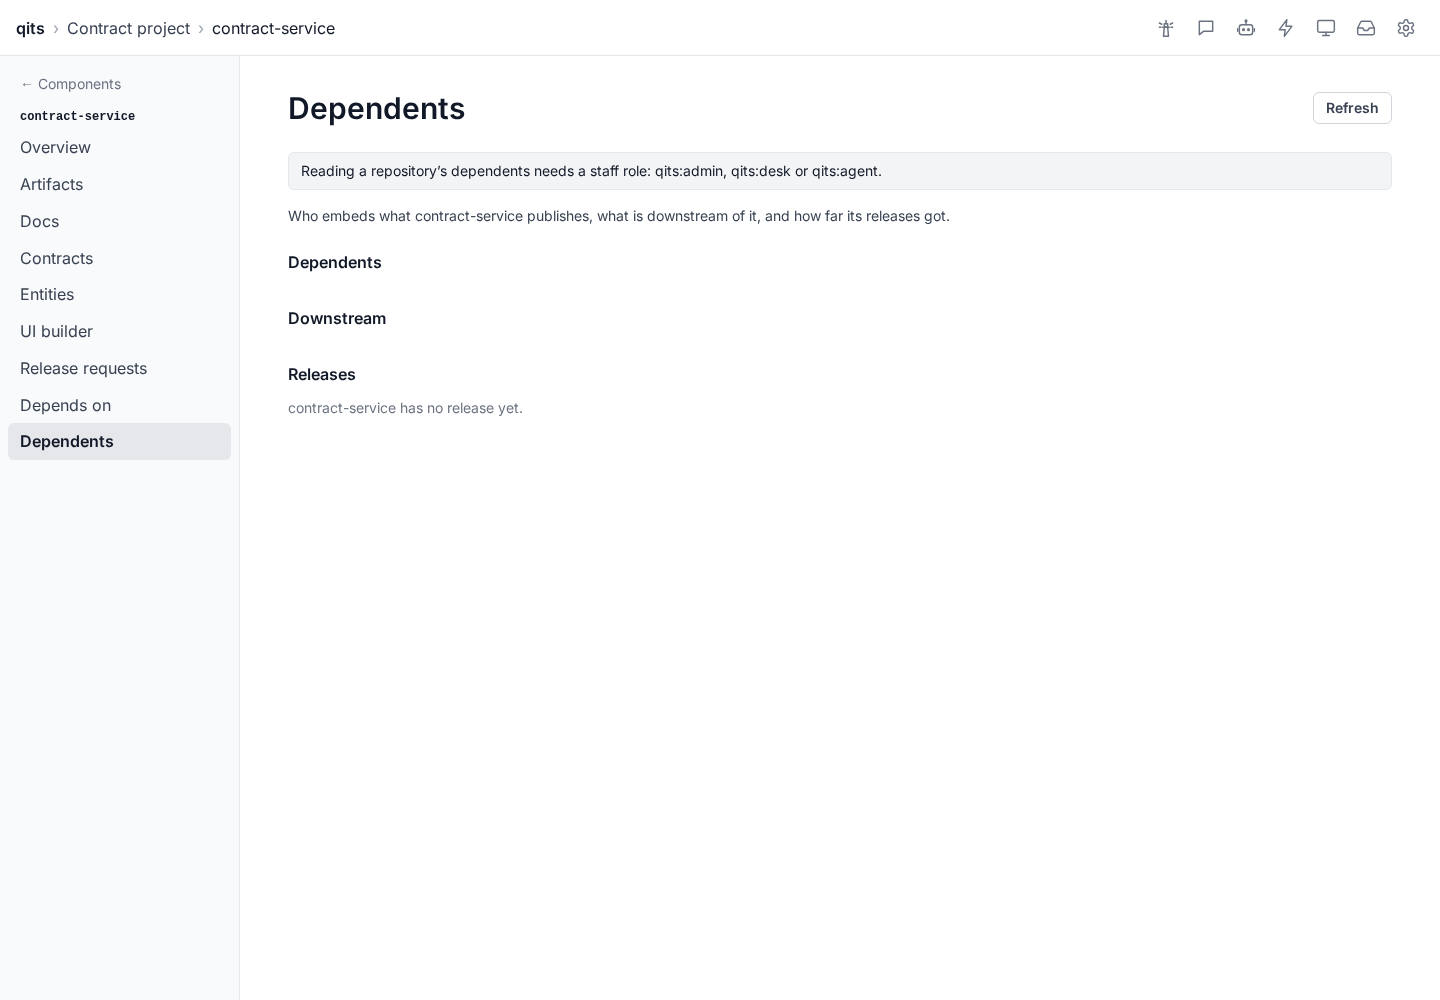 qits › Contract project › contract-service
← Components
contract-service
Overview
Artifacts
Docs
Contracts
Entities
UI builder
Release requests
Depends on
Dependents
Dependents
Refresh
Reading a repository’s dependents needs a staff role: qits:admin, qits:desk or qits:agent.
Who embeds what contract-service publishes, what is downstream of it, and how far its releases got.
Dependents
Downstream
Releases
contract-service has no release yet.